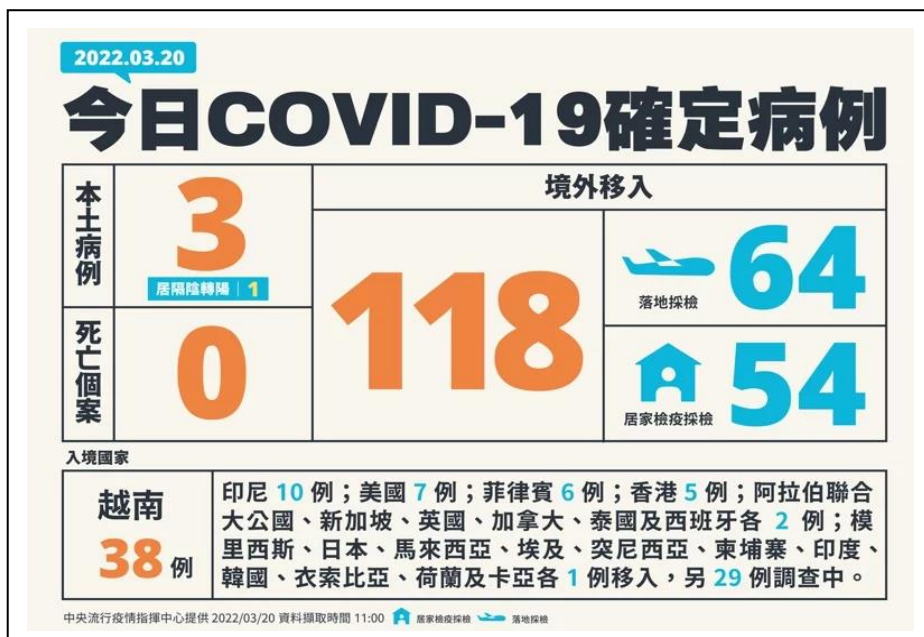 2022.03.20
今日COVID-19確定病例
本土病例
3
居隔陰轉陽 | 1
死亡個案
0
境外移入
118
落地採檢
64
居家檢疫採檢
54
入境國家
越南
38 例
印尼 10 例；美國 7 例；菲律賓 6 例；香港 5 例；阿拉伯聯合
大公國、新加坡、英國、加拿大、泰國及西班牙各 2 例；模
里西斯、日本、馬來西亞、埃及、突尼西亞、柬埔寨、印度、
韓國、衣索比亞、荷蘭及卡亞各 1 例移入，另 29 例調查中。
中央流行疫情指揮中心提供 2022/03/20 資料擷取時間 11:00 居家檢疫採檢 落地採檢